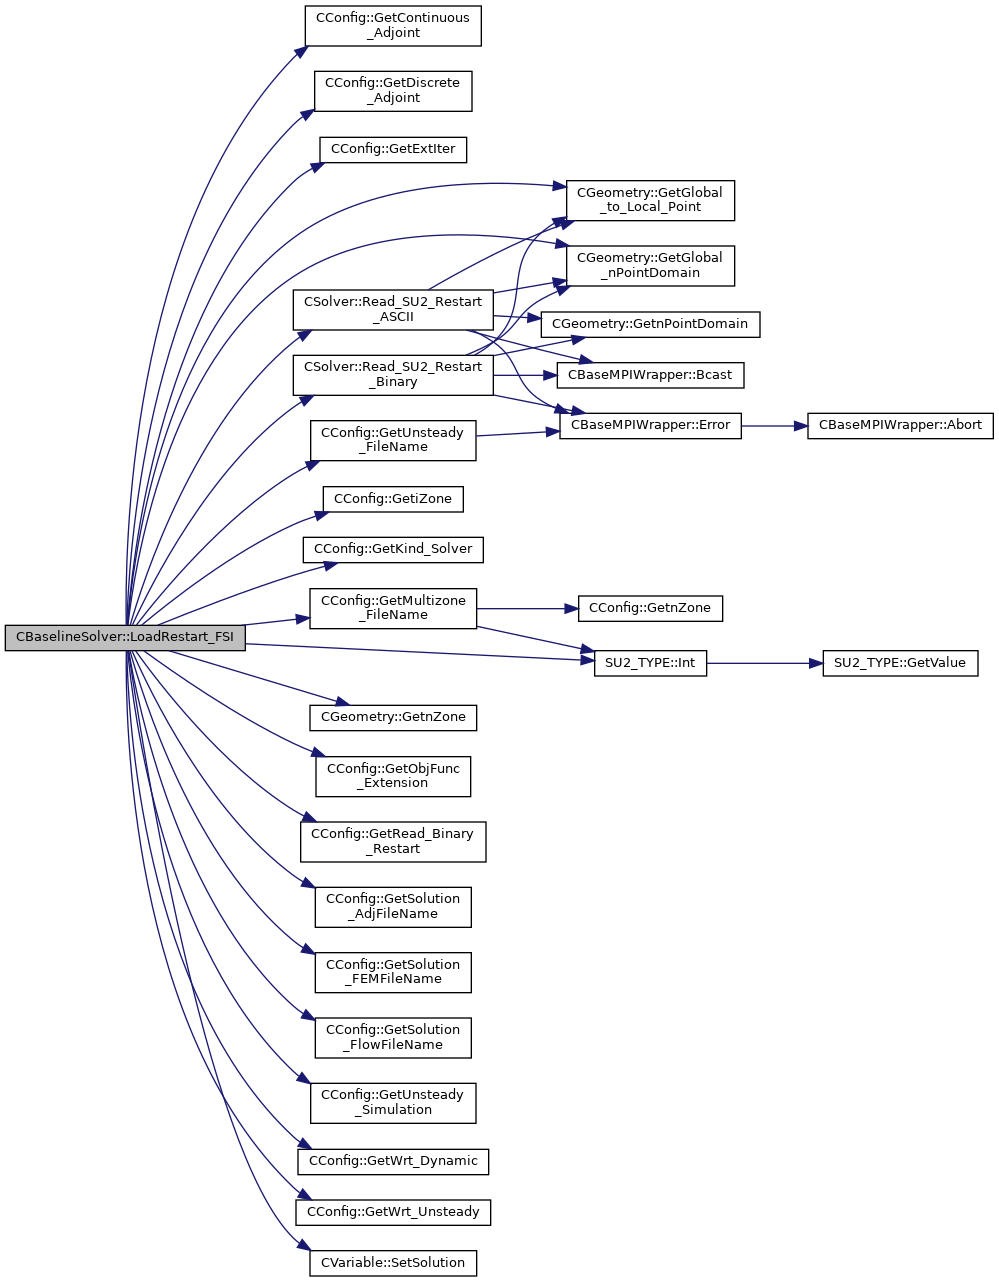 CConfig::GetContinuous
_Adjoint
CConfig::GetDiscrete
_Adjoint
CConfig::GetExtIter
CGeometry::GetGlobal
_to_Local_Point
CGeometry::GetGlobal
_nPointDomain
CSolver::Read_SU2_Restart
_ASCII
CGeometry::GetnPointDomain
CSolver::Read_SU2_Restart
_Binary
CBaseMPIWrapper::Bcast
CBaseMPIWrapper::Error
CBaseMPIWrapper::Abort
CConfig::GetUnsteady
_FileName
CConfig::GetiZone
CConfig::GetKind_Solver
CConfig::GetMultizone
_FileName
CConfig::GetnZone
CBaselineSolver::LoadRestart_FSI
SU2_TYPE::Int
SU2_TYPE::GetValue
CGeometry::GetnZone
CConfig::GetObjFunc
_Extension
CConfig::GetRead_Binary
_Restart
CConfig::GetSolution
_AdjFileName
CConfig::GetSolution
_FEMFileName
CConfig::GetSolution
_FlowFileName
CConfig::GetUnsteady
_Simulation
CConfig::GetWrt_Dynamic
CConfig::GetWrt_Unsteady
CVariable::SetSolution